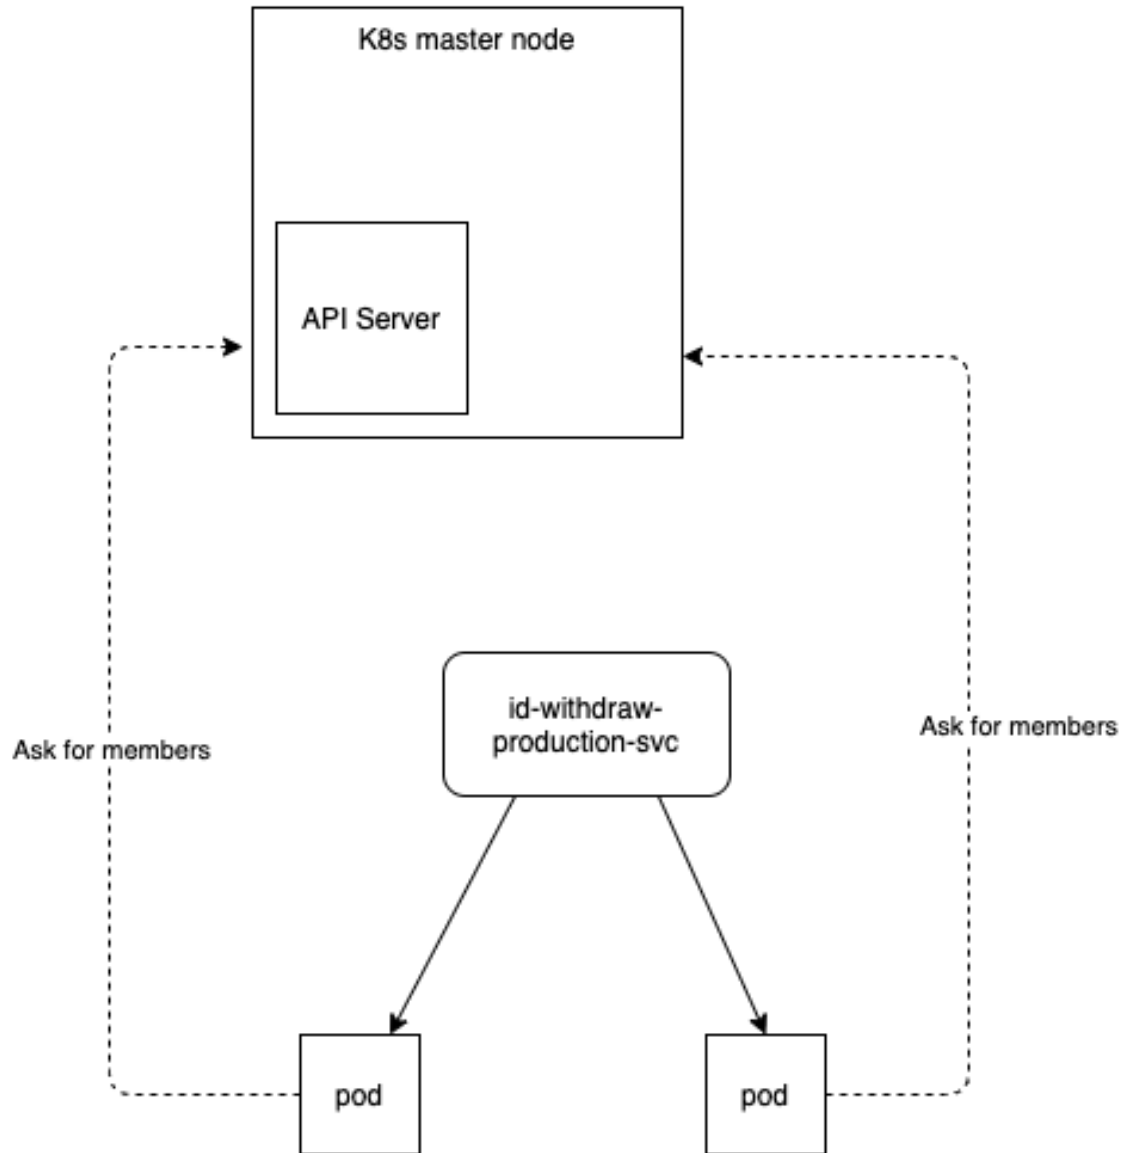 K8s master node
API Server
id-withdraw-
production-svc
Ask for members
Ask for members
pod
pod